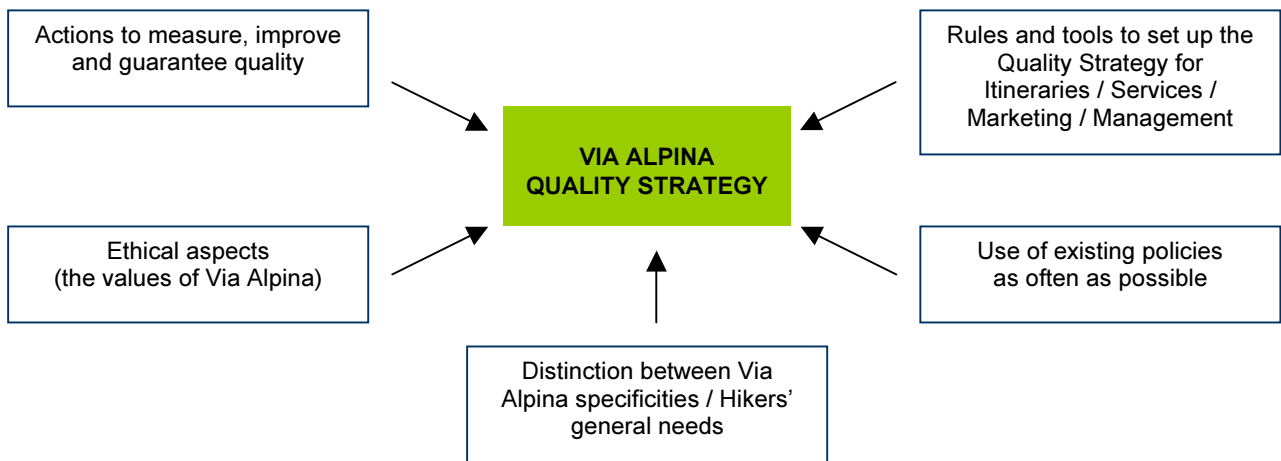 Actions to measure, improve
and guarantee quality
Rules and tools to set up the
Quality Strategy for
Itineraries / Services /
Marketing / Management
VIA ALPINA
QUALITY STRATEGY
Ethical aspects
(the values of Via Alpina)
Use of existing policies
as often as possible
Distinction between Via
Alpina specificities / Hikers'
general needs